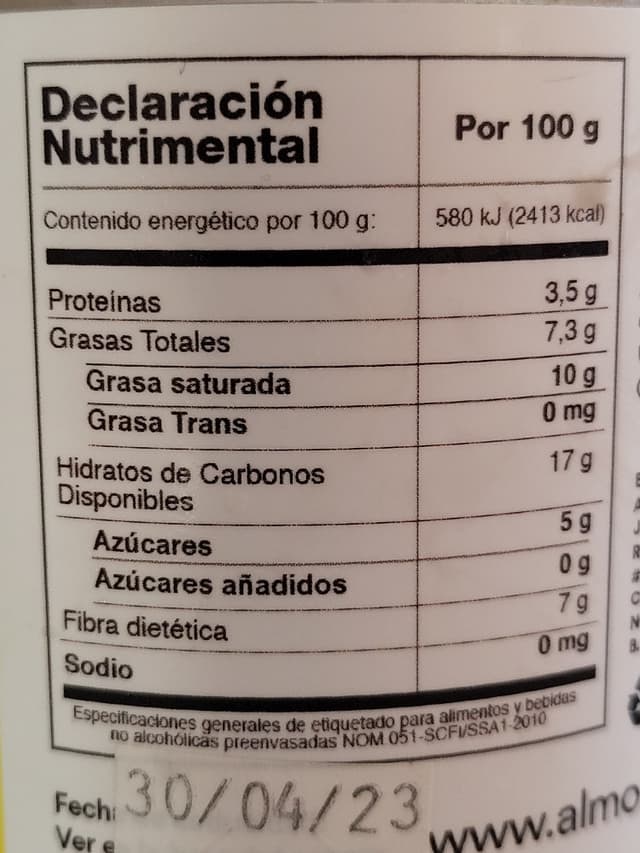 Declaración
Nutrimental
Por 100 g
Contenido energético por 100 g: 580 kJ (2413 kcal)
Proteínas 3,5 g
Grasas Totales 7,3 g
Grasa saturada 10 g
Grasa Trans 0 mg
Hidratos de Carbonos
Disponibles 17 g
Azúcares 5 g
Azúcares añadidos 0 g
Fibra dietética 7 g
Sodio 0 mg
Especificaciones generales de etiquetado para alimentos y bebidas
no alcohólicas preenvasadas NOM 051-SCFI/SSA1-2010
30/04/23
Ver
www.almo